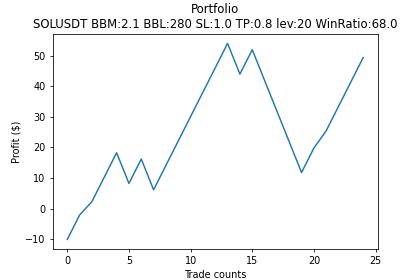 Portfolio
SOLUSDT BBM:2.1 BBL:280 SL:1.0 TP:0.8 lev:20 WinRatio:68.0
50
40
30
20
10
0
−10
Profit ($)
0 5 10 15 20 25
Trade counts